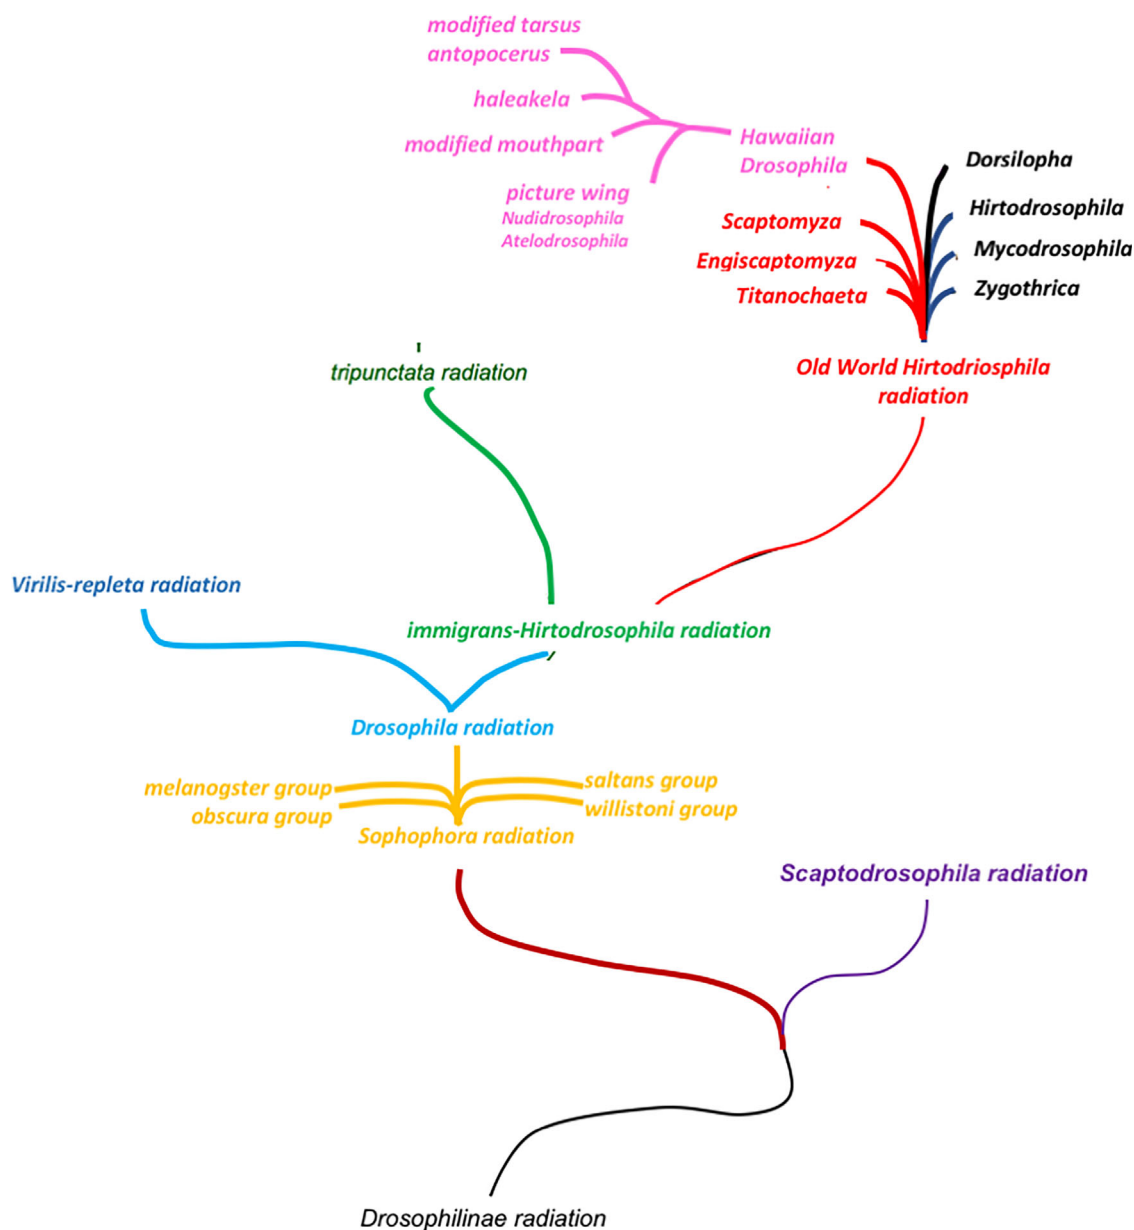 modified tarsus
antopocerus
haleakela
modified mouthpart
Hawaiian
Drosophila
picture wing
Nudidrosophila
Atelodrosophila
Dorsilopha
Hirtodrosophila
Scaptomyza
Mycodrosophila
Engiscaptomyza
Zygothrica
Titanochaeta
tripunctata radiation
Old World Hirtodriosphila
radiation
Virilis-repleta radiation
immigrans-Hirtodrosophila radiation
Drosophila radiation
melanogster group
saltans group
obscura group
willistoni group
Sophophora radiation
Scaptodrosophila radiation
Drosophilinae radiation